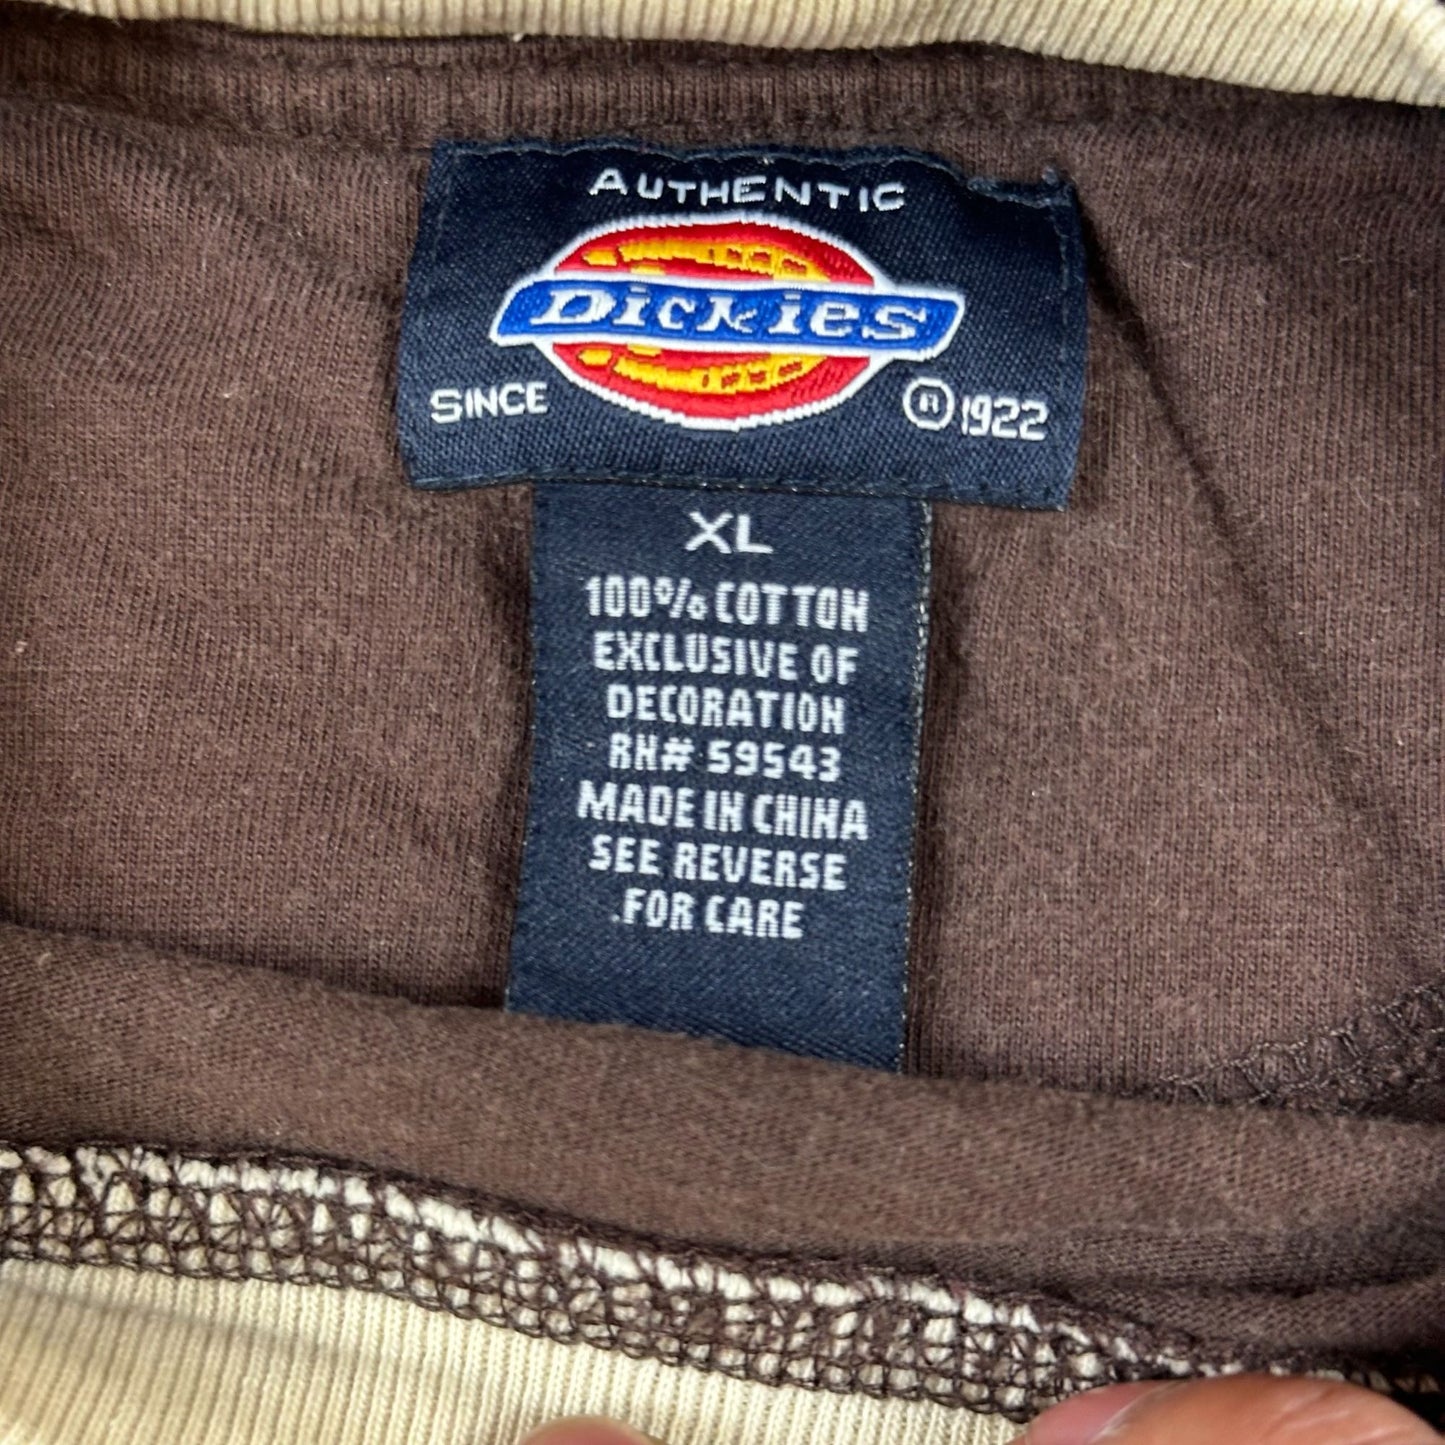 AUTHENTIC
Dickies
SINCE ® 1922
XL
100% COTTON
EXCLUSIVE OF
DECORATION
RN# 59543
MADE IN CHINA
SEE REVERSE
FOR CARE